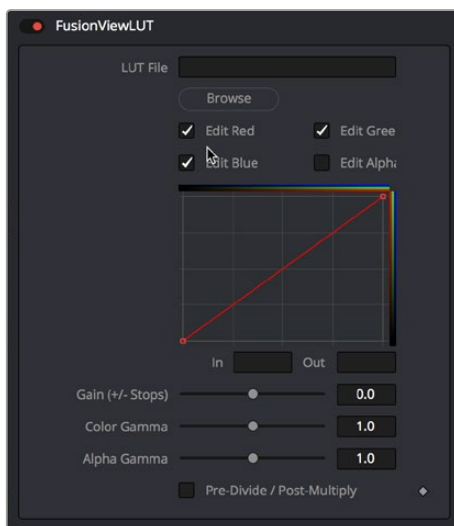 FusionViewLUT
LUT File
Browse
Edit Red Edit Gree
Edit Blue Edit Alpha
In Out
Gain (+/- Stops) 0.0
Color Gamma 1.0
Alpha Gamma 1.0
Pre-Divide / Post-Multiply